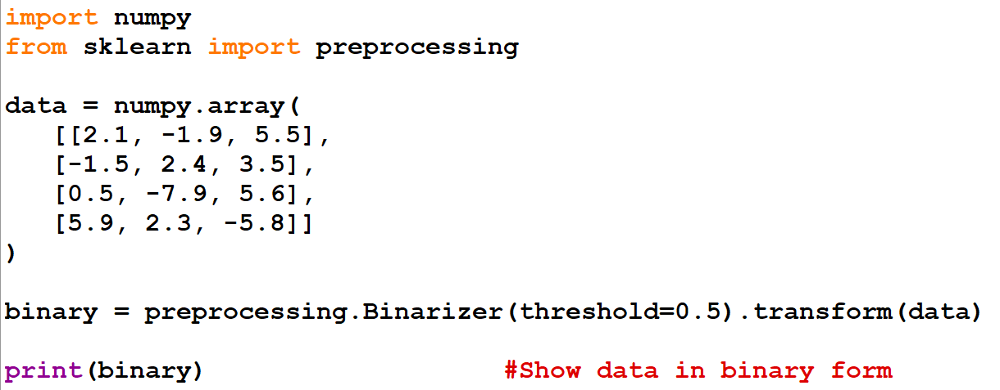 import numpy
from sklearn import preprocessing
data = numpy.array(
[[2.1, -1.9, 5.5],
[-1.5, 2.4, 3.5],
[0.5, -7.9, 5.6],
[5.9, 2.3, -5.8]]
)
binary = preprocessing.Binarizer(threshold=0.5).transform(data)
print(binary) #Show data in binary form